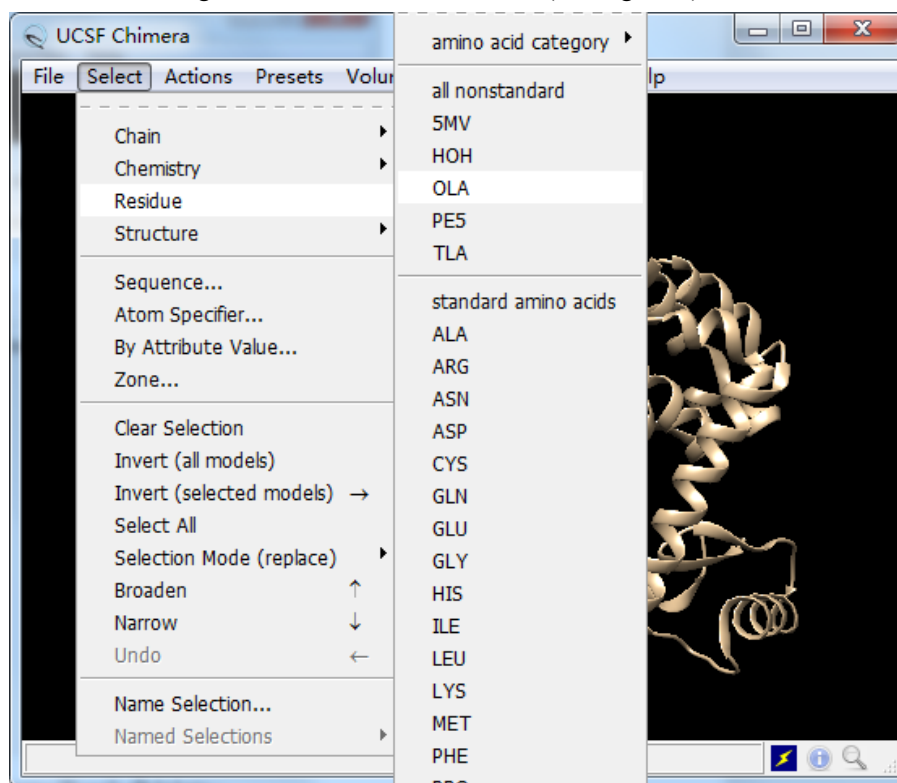 UCSF Chimera
File Select Actions Presets
Chain
Chemistry
Residue
Structure
Sequence...
Atom Specifier...
By Attribute Value...
Zone...
Clear Selection
Invert (all models)
Invert (selected models) →
Select All
Selection Mode (replace)
Broaden ↑
Narrow ↓
Undo ←
Name Selection...
Named Selections
amino acid category
all nonstandard
5MV
HOH
OLA
PE5
TLA
standard amino acids
ALA
ARG
ASN
ASP
CYS
GLN
GLU
GLY
HIS
ILE
LEU
LYS
MET
PHE